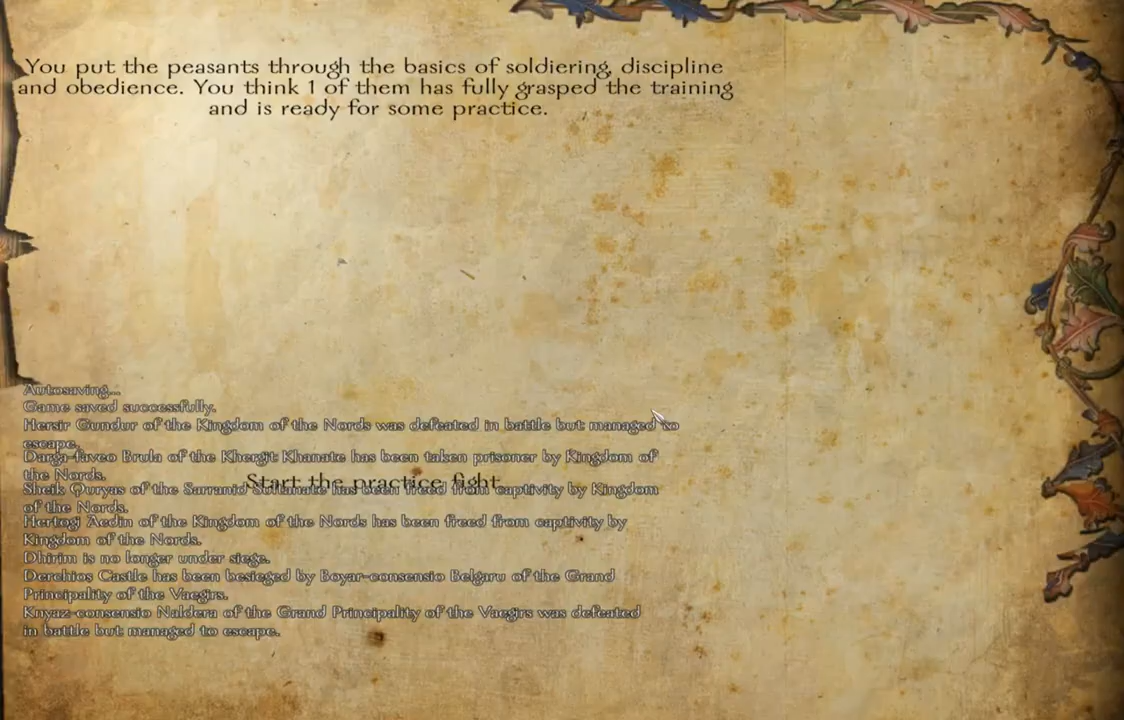 You put the peasants through the basics of soldiering, discipline
and obedience. You think 1 of them has fully grasped the training
and is ready for some practice.
Autosaving...
Game saved successfully.
Hersir Gundur of the Kingdom of the Nords was defeated in battle but managed to
escape.
Darga-faveo Brula of the Khergit Khanate has been taken prisoner by Kingdom of
the Nords.
Start the practice fight.
Sheik Quryas of the Sarranid Sultanate has been freed from captivity by Kingdom
of the Nords.
Hertogi Aedin of the Kingdom of the Nords has been freed from captivity by
Kingdom of the Nords.
Dhirim is no longer under siege.
Derchios Castle has been besieged by Boyar-consensio Belgaru of the Grand
Principality of the Vaegirs.
Knyaz-consensio Naldera of the Grand Principality of the Vaegirs was defeated
in battle but managed to escape.